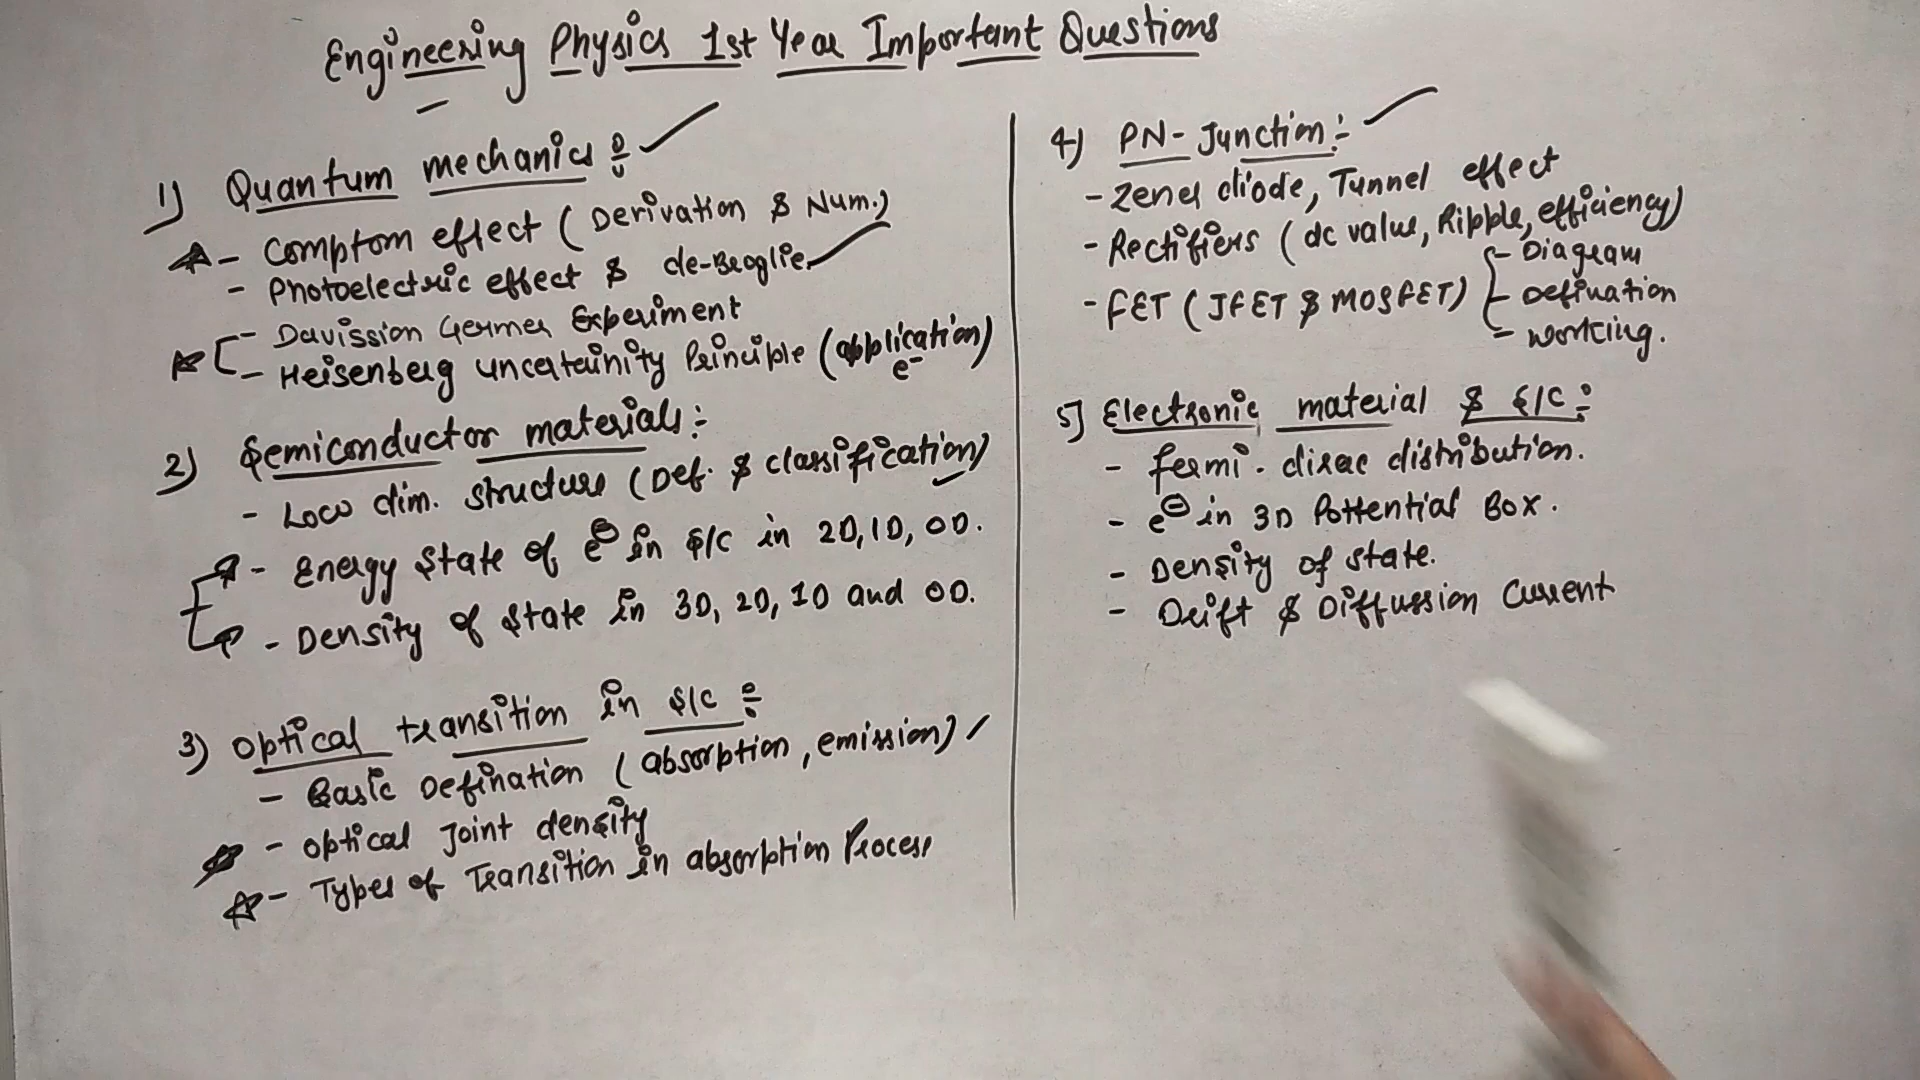 Engineering Physics 1st Year Important Questions
1) Quantum mechanics :-
- Comptom effect ( Derivation & Num.)
- Photoelectric effect & de-Broglie
- Davission Germer Experiment
- Heisenberg uncertainity Principle (application) e-
2) Semiconductor materials :-
- Low dim. structure (Def. & classification)
- Energy state of e⊖ in S/C in 2D, 1D, 0D.
- Density of state in 3D, 2D, 1D and 0D.
3) Optical transition in S/C :-
- Basic Defination ( absorption , emission)
- Optical Joint density
- Types of Transition in absorption Process
4) PN- Junction :-
- Zener diode, Tunnel effect
- Rectifiers ( dc value, Ripple, efficiency)
- FET ( JFET & MOSFET) - Diagram
- Defination
- working.
5] Electronic material & S/C :-
- fermi - dirac distribution.
- e⊖ in 3D Pottential Box .
- Density of state.
- Drift & Diffussion Current